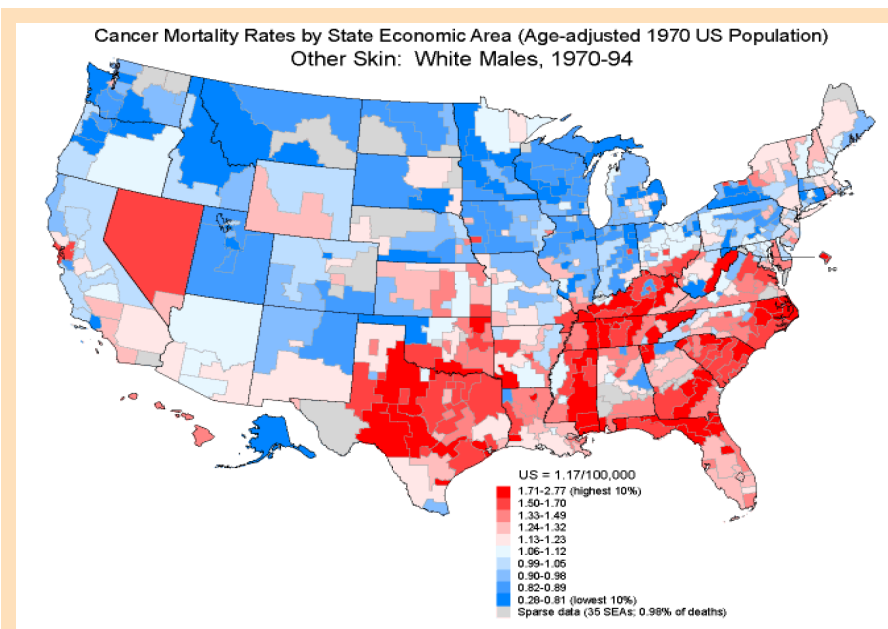 Cancer Mortality Rates by State Economic Area (Age-adjusted 1970 US Population)
Other Skin: White Males, 1970-94
US = 1.17/100,000
1.71-2.77 (highest 10%)
1.50-1.70
1.33-1.49
1.24-1.32
1.13-1.23
1.06-1.12
0.99-1.05
0.90-0.98
0.82-0.89
0.28-0.81 (lowest 10%)
Sparse data (35 SEAs; 0.98% of deaths)